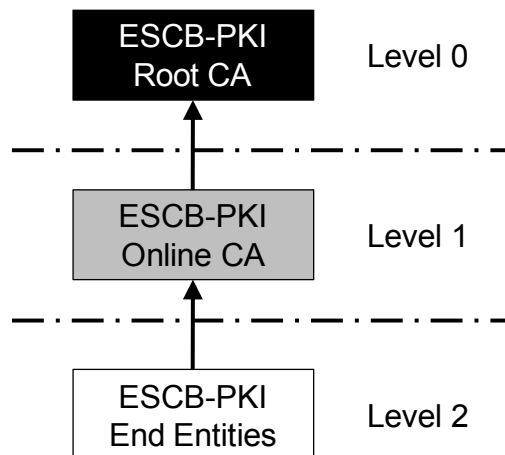 ESCB-PKI
Root CA
Level 0
ESCB-PKI
Online CA
Level 1
ESCB-PKI
End Entities
Level 2